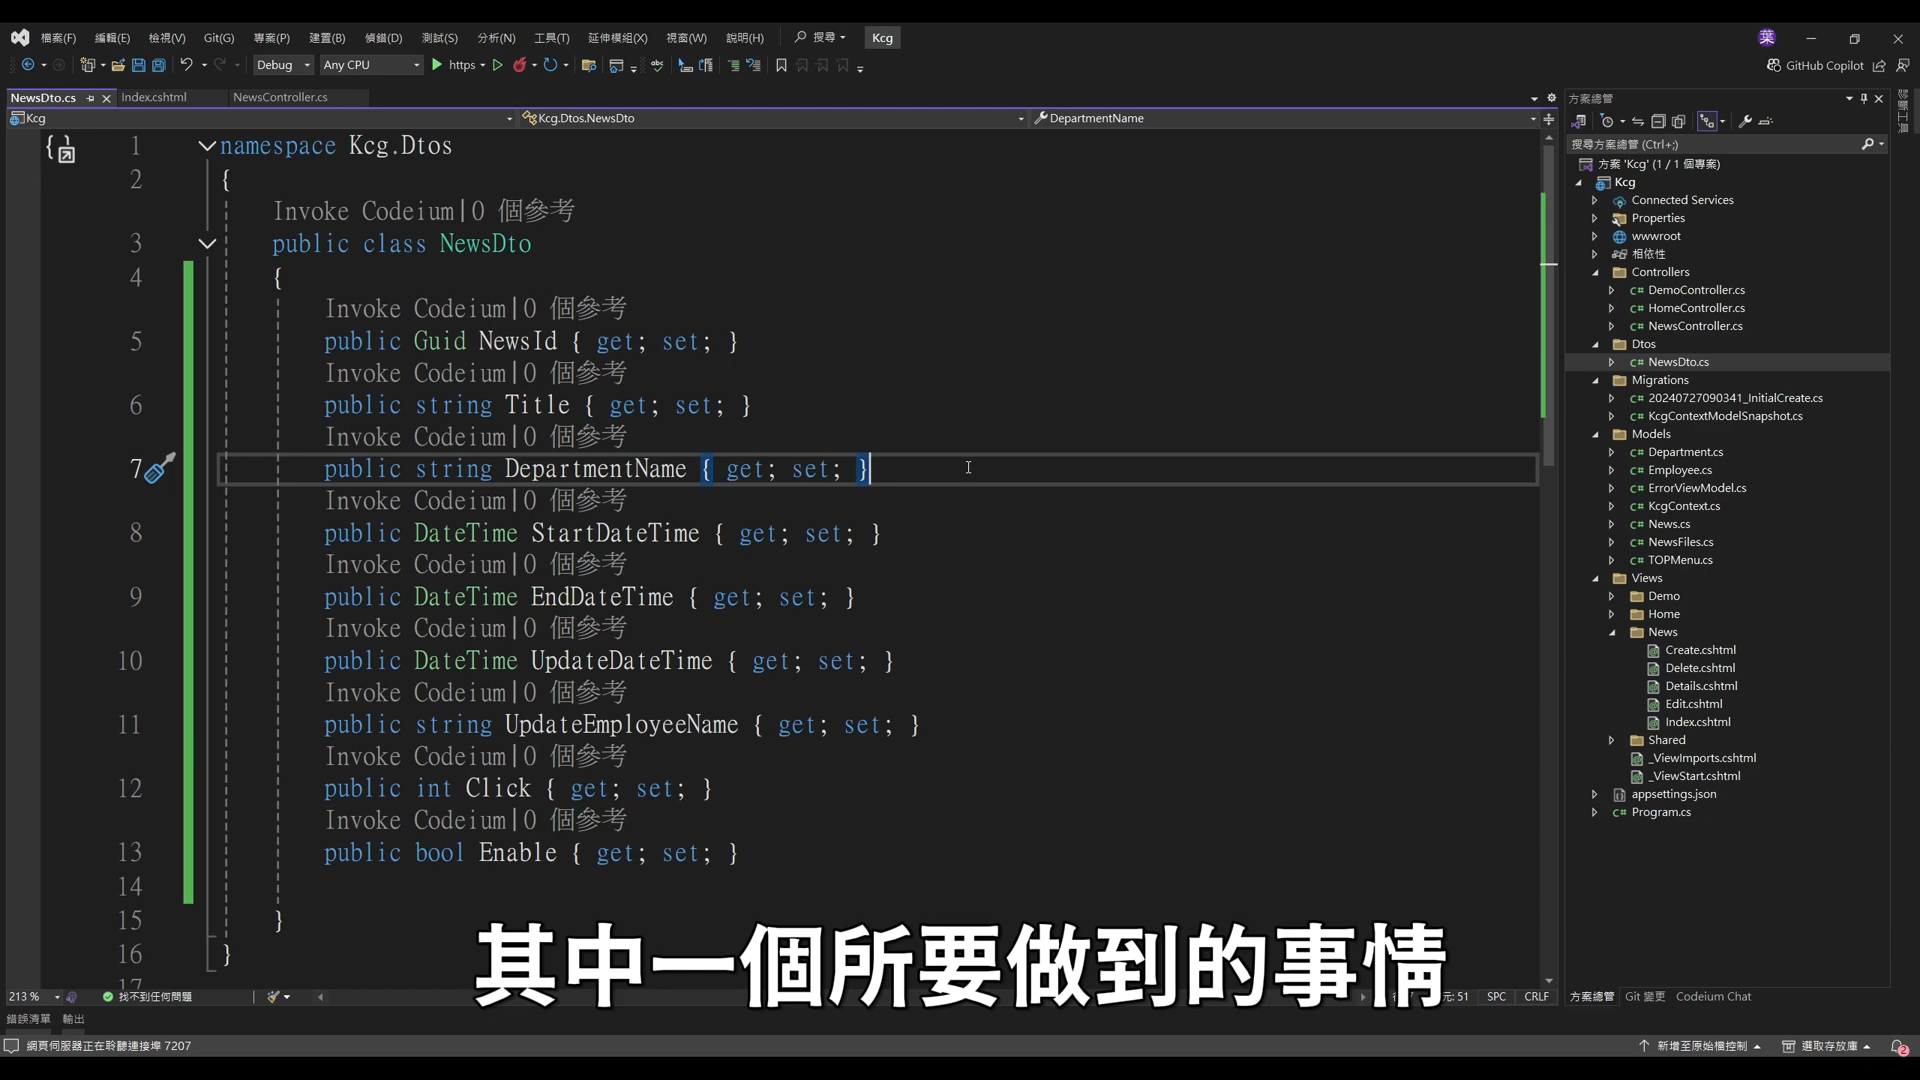 檔案(F) 編輯(E) 檢視(V) Git(G) 專案(P) 建置(B) 偵錯(D) 測試(S) 分析(N) 工具(T) 延伸模組(X) 視窗(W) 說明(H) 搜尋 Kcg 葉
Debug Any CPU https GitHub Copilot
NewsDto.cs Index.cshtml NewsController.cs
Kcg Kcg.Dtos.NewsDto DepartmentName
1 namespace Kcg.Dtos
2 {
Invoke Codeium|0 個參考
3 public class NewsDto
4 {
Invoke Codeium|0 個參考
5 public Guid NewsId { get; set; }
Invoke Codeium|0 個參考
6 public string Title { get; set; }
Invoke Codeium|0 個參考
7 public string DepartmentName { get; set; }
Invoke Codeium|0 個參考
8 public DateTime StartDateTime { get; set; }
Invoke Codeium|0 個參考
9 public DateTime EndDateTime { get; set; }
Invoke Codeium|0 個參考
10 public DateTime UpdateDateTime { get; set; }
Invoke Codeium|0 個參考
11 public string UpdateEmployeeName { get; set; }
Invoke Codeium|0 個參考
12 public int Click { get; set; }
Invoke Codeium|0 個參考
13 public bool Enable { get; set; }
14
15 }
16 }
17
其中一個所要做到的事情
213 % 找不到任何問題 元: 51 SPC CRLF
錯誤清單 輸出
網頁伺服器正在聆聽連接埠 7207 新增至原始檔控制 選取存放庫 2
方案總管
搜尋方案總管 (Ctrl+;)
方案 'Kcg' (1 / 1 個專案)
Kcg
Connected Services
Properties
wwwroot
相依性
Controllers
C# DemoController.cs
C# HomeController.cs
C# NewsController.cs
Dtos
C# NewsDto.cs
Migrations
C# 20240727090341_InitialCreate.cs
C# KcgContextModelSnapshot.cs
Models
C# Department.cs
C# Employee.cs
C# ErrorViewModel.cs
C# KcgContext.cs
C# News.cs
C# NewsFiles.cs
C# TOPMenu.cs
Views
Demo
Home
News
Create.cshtml
Delete.cshtml
Details.cshtml
Edit.cshtml
Index.cshtml
Shared
_ViewImports.cshtml
_ViewStart.cshtml
appsettings.json
C# Program.cs
方案總管 Git 變更 Codeium Chat